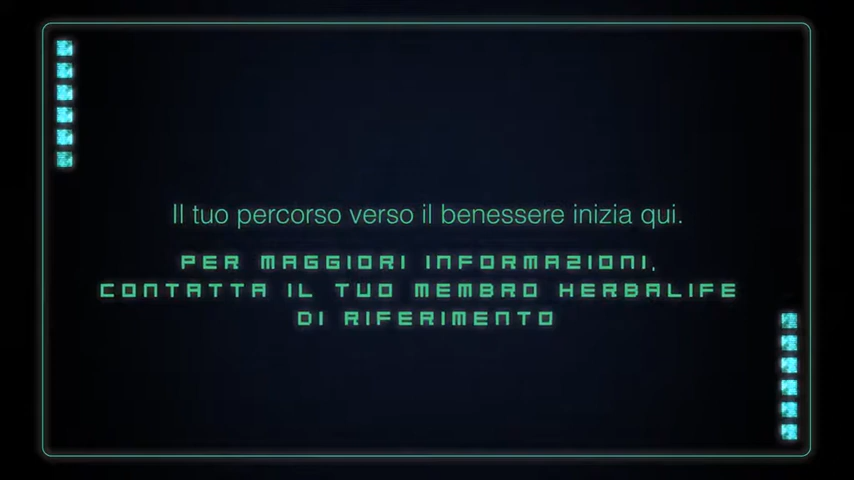 Il tuo percorso verso il benessere inizia qui.
PER MAGGIORI INFORMAZIONI,
CONTATTA IL TUO MEMBRO HERBALIFE
DI RIFERIMENTO